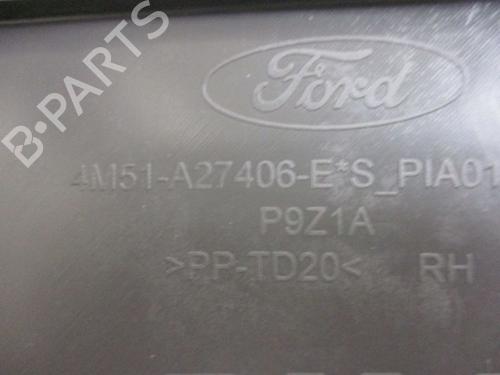 B-PARTS
Ford
4M51-A27406-E*S_PIA01
P9Z1A
>PP-TD20< RH